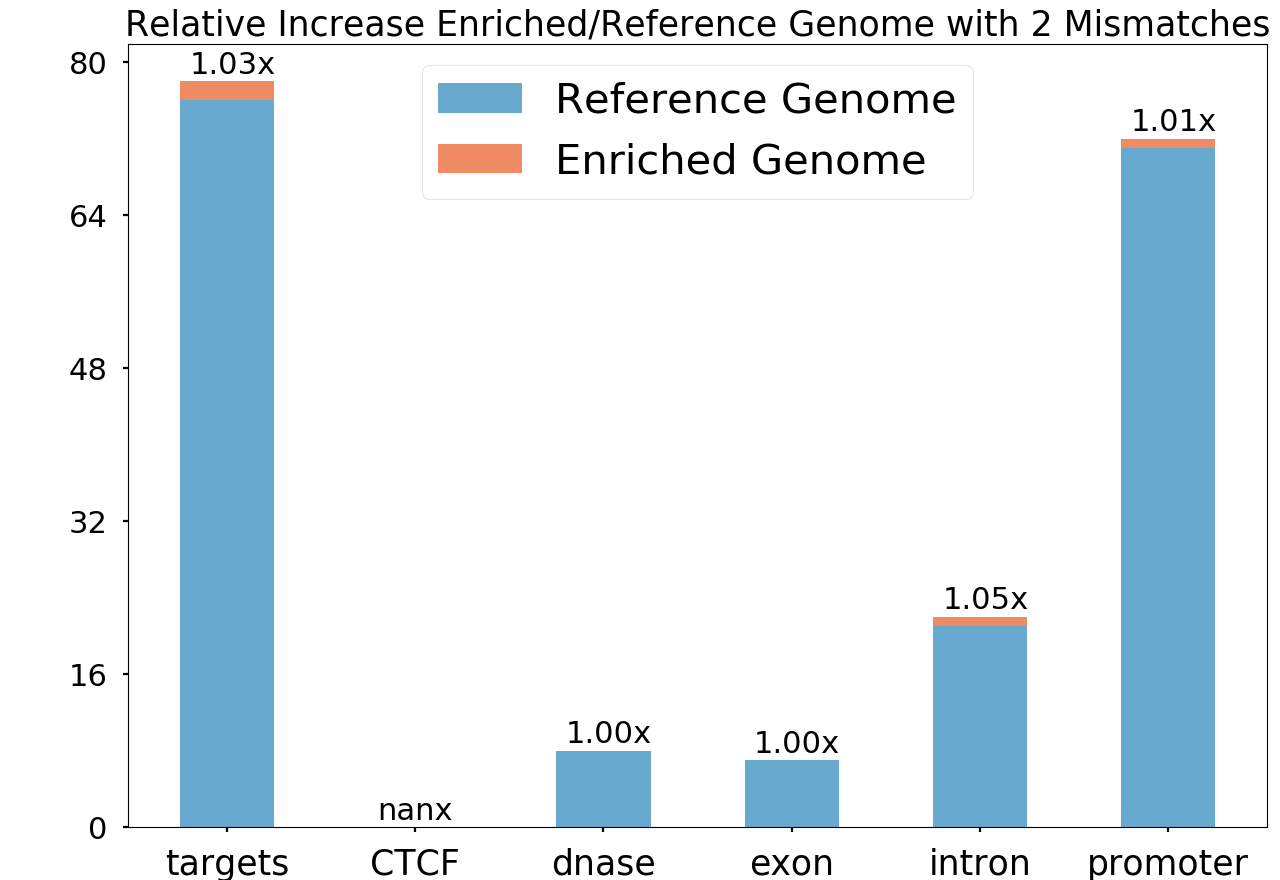 Relative Increase Enriched/Reference Genome with 2 Mismatches
80
64
48
32
16
0
Reference Genome
Enriched Genome
1.03x
nanx
1.00x
1.00x
1.05x
1.01x
targets
CTCF
dnase
exon
intron
promoter